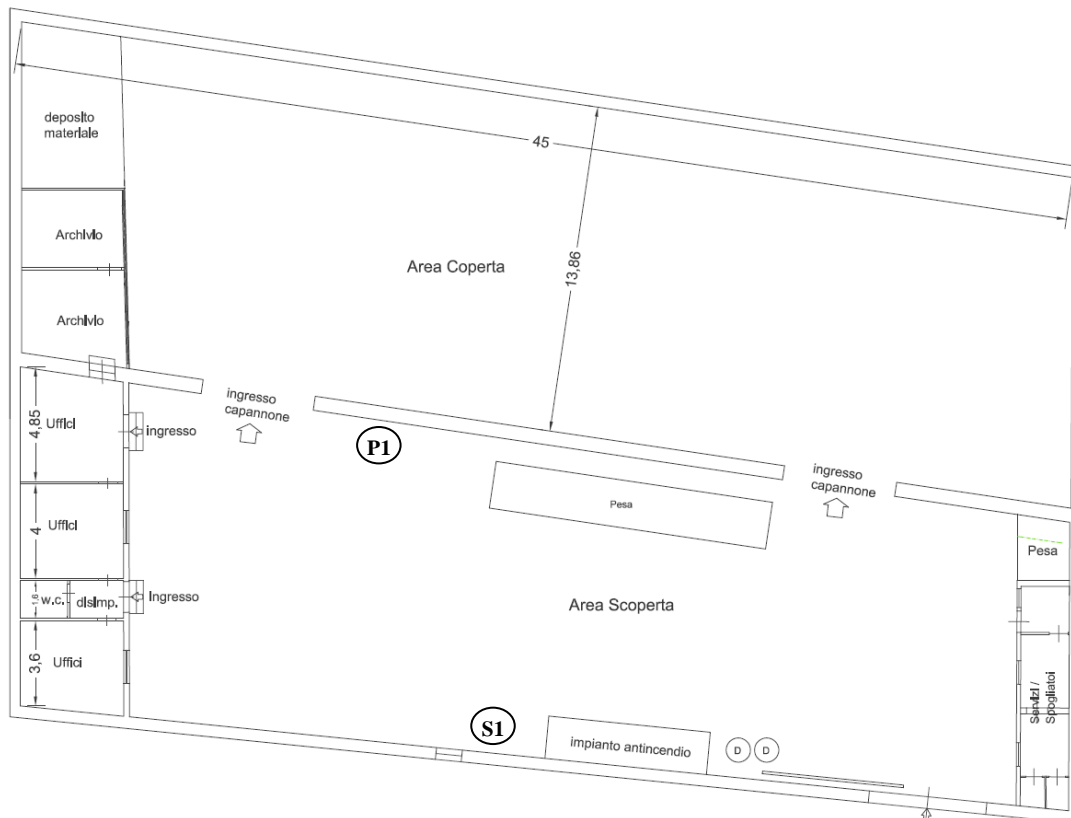 deposito
materiale
45
Archivio
Area Coperta
13,86
Archivio
ingresso
capannone
4,85
Uffici
ingresso
P1
ingresso
capannone
Pesa
4
Uffici
Pesa
1,6
w.c.
disimp.
Ingresso
Area Scoperta
3,6
Uffici
Servizi /
Spogliatoi
S1
impianto antincendio
D
D